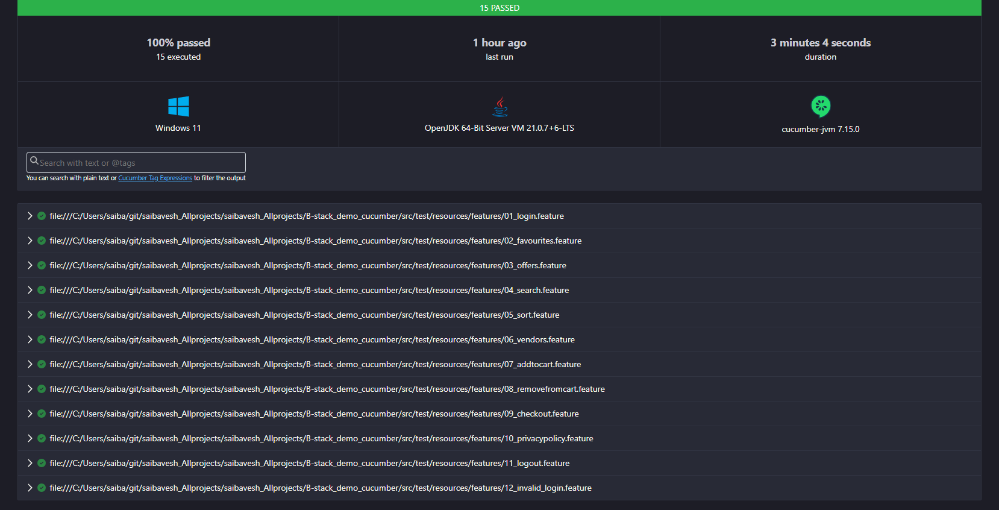 15 PASSED
100% passed
15 executed
1 hour ago
last run
3 minutes 4 seconds
duration
Windows 11
OpenJDK 64-Bit Server VM 21.0.7+6-LTS
cucumber-jvm 7.15.0
Search with text or @tags
You can search with plain text or Cucumber Tag Expressions to filter the output
file:///C:/Users/saiba/git/saibavesh_Allprojects/saibavesh_Allprojects/B-stack_demo_cucumber/src/test/resources/features/01_login.feature
file:///C:/Users/saiba/git/saibavesh_Allprojects/saibavesh_Allprojects/B-stack_demo_cucumber/src/test/resources/features/02_favourites.feature
file:///C:/Users/saiba/git/saibavesh_Allprojects/saibavesh_Allprojects/B-stack_demo_cucumber/src/test/resources/features/03_offers.feature
file:///C:/Users/saiba/git/saibavesh_Allprojects/saibavesh_Allprojects/B-stack_demo_cucumber/src/test/resources/features/04_search.feature
file:///C:/Users/saiba/git/saibavesh_Allprojects/saibavesh_Allprojects/B-stack_demo_cucumber/src/test/resources/features/05_sort.feature
file:///C:/Users/saiba/git/saibavesh_Allprojects/saibavesh_Allprojects/B-stack_demo_cucumber/src/test/resources/features/06_vendors.feature
file:///C:/Users/saiba/git/saibavesh_Allprojects/saibavesh_Allprojects/B-stack_demo_cucumber/src/test/resources/features/07_addtocart.feature
file:///C:/Users/saiba/git/saibavesh_Allprojects/saibavesh_Allprojects/B-stack_demo_cucumber/src/test/resources/features/08_removefromcart.feature
file:///C:/Users/saiba/git/saibavesh_Allprojects/saibavesh_Allprojects/B-stack_demo_cucumber/src/test/resources/features/09_checkout.feature
file:///C:/Users/saiba/git/saibavesh_Allprojects/saibavesh_Allprojects/B-stack_demo_cucumber/src/test/resources/features/10_privacypolicy.feature
file:///C:/Users/saiba/git/saibavesh_Allprojects/saibavesh_Allprojects/B-stack_demo_cucumber/src/test/resources/features/11_logout.feature
file:///C:/Users/saiba/git/saibavesh_Allprojects/saibavesh_Allprojects/B-stack_demo_cucumber/src/test/resources/features/12_invalid_login.feature